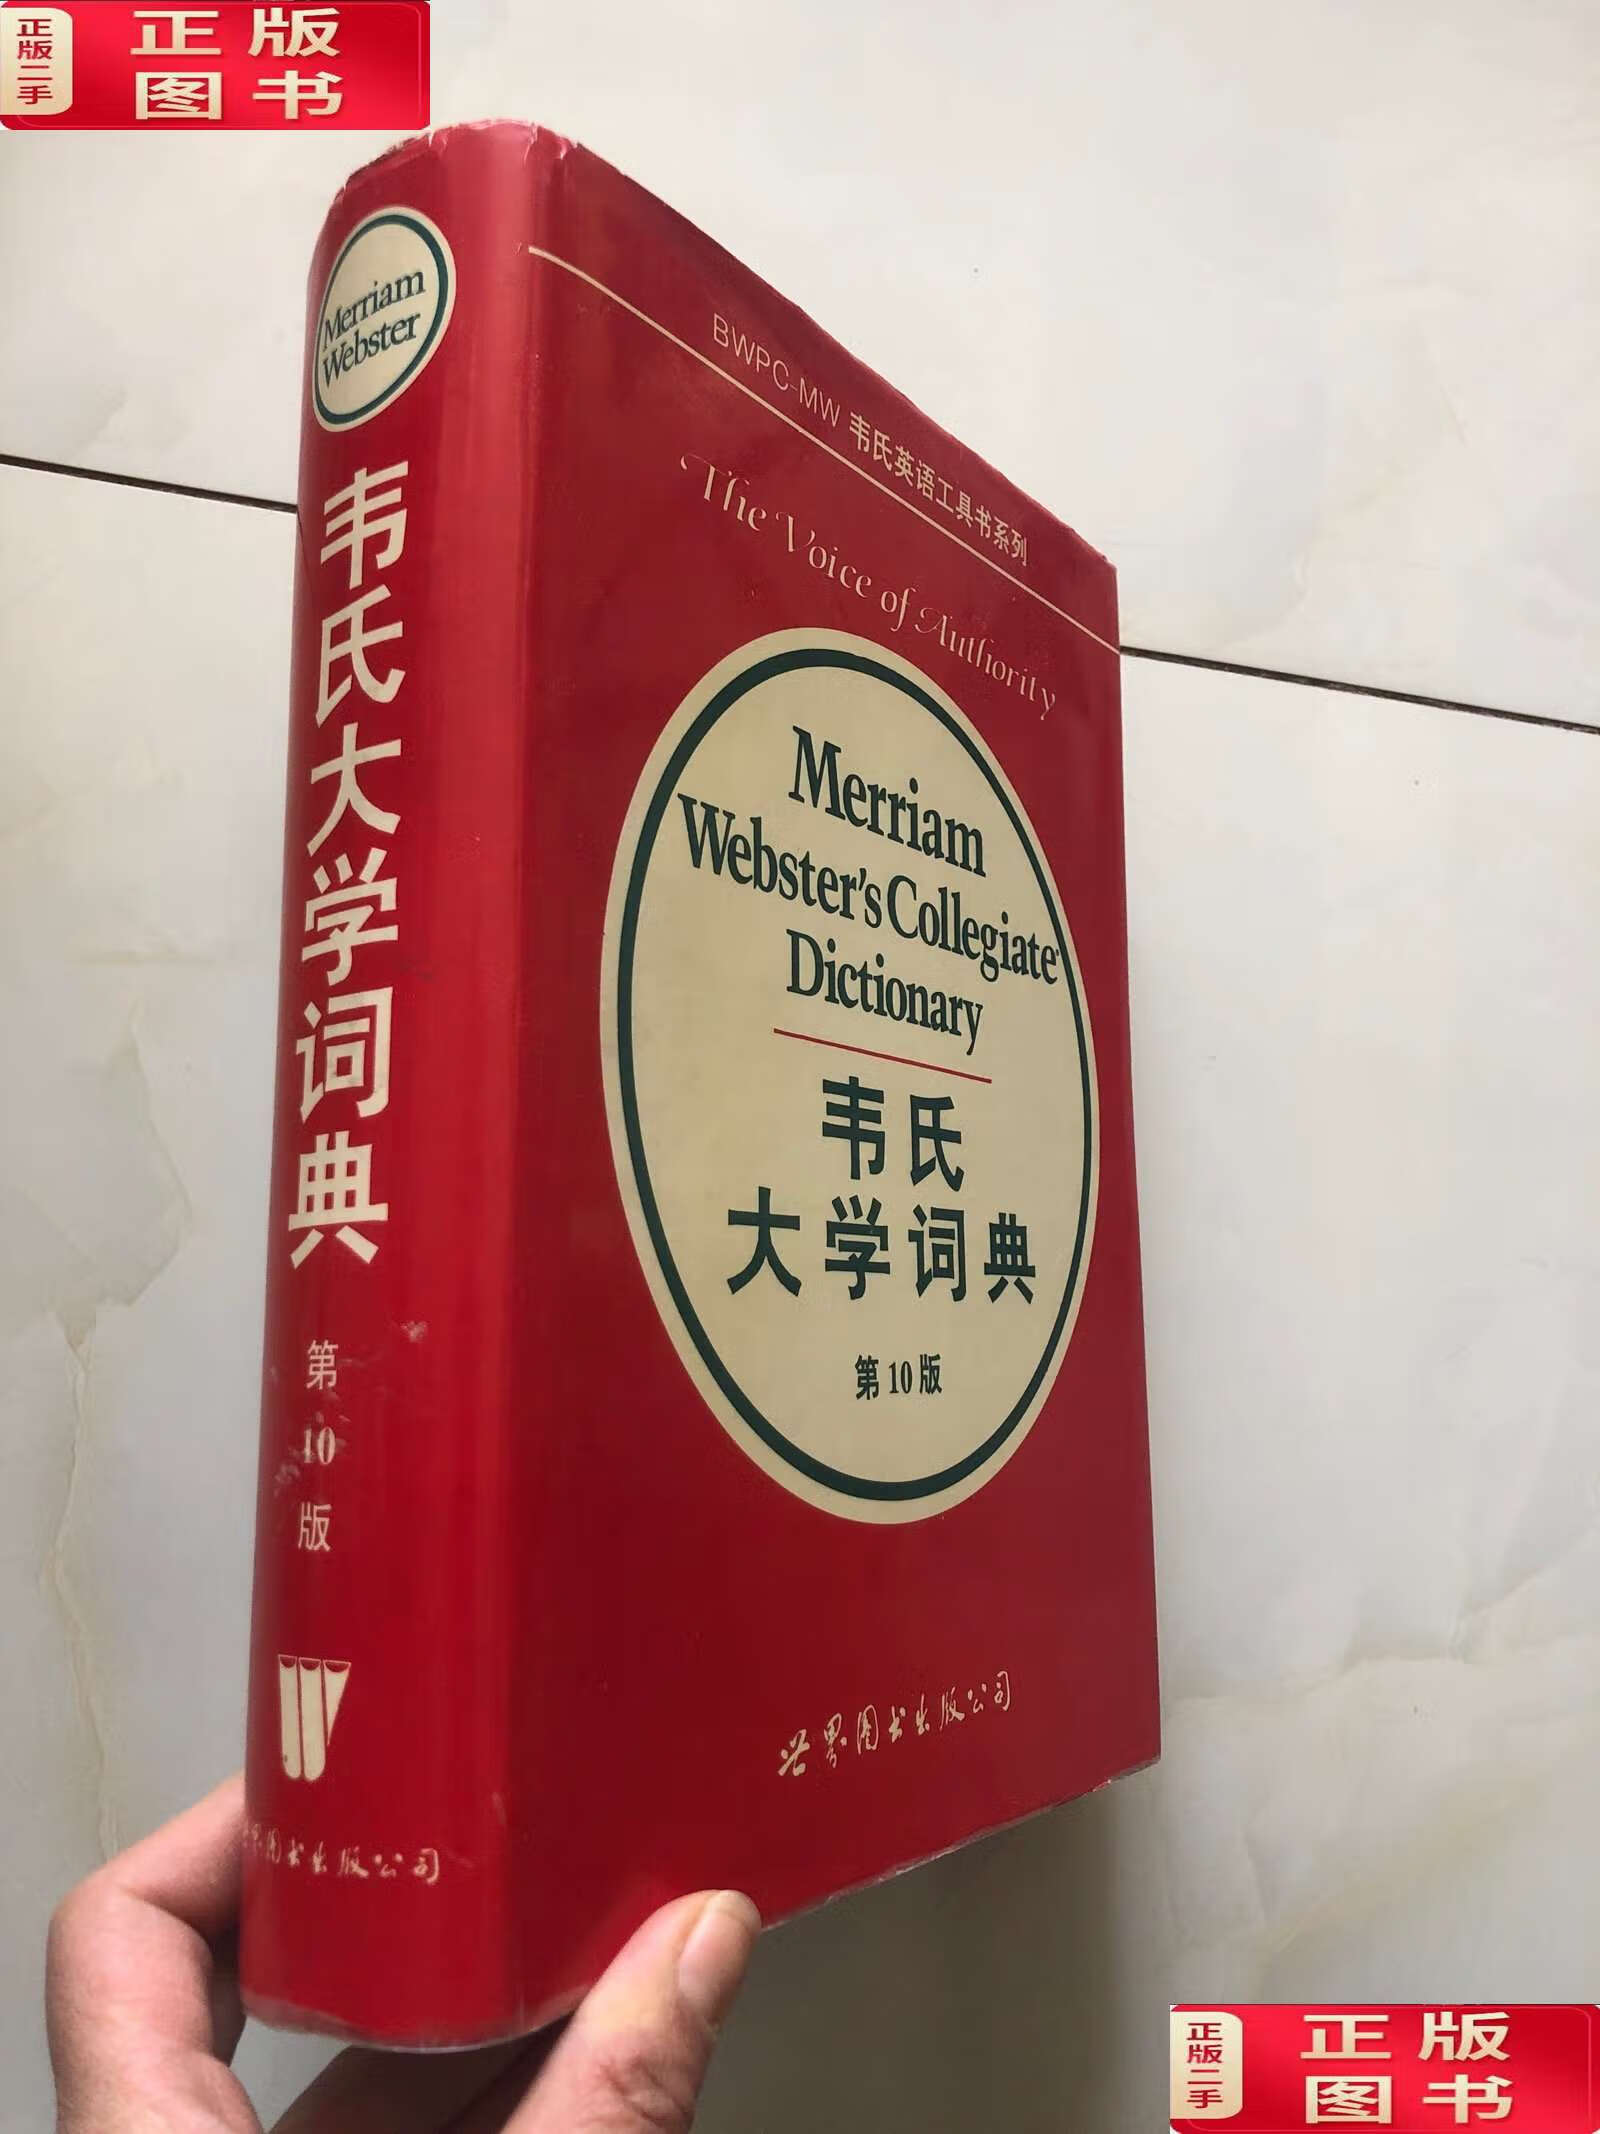 正版二手
正版
图书
Merriam
Webster
韦氏大学词典
第10版
世界图书出版公司
BWPC-MW 韦氏英语工具书系列
The Voice of Authority
Merriam
Webster's Collegiate
Dictionary
韦氏
大学词典
第10版
世界图书出版公司
正版二手
正版
图书